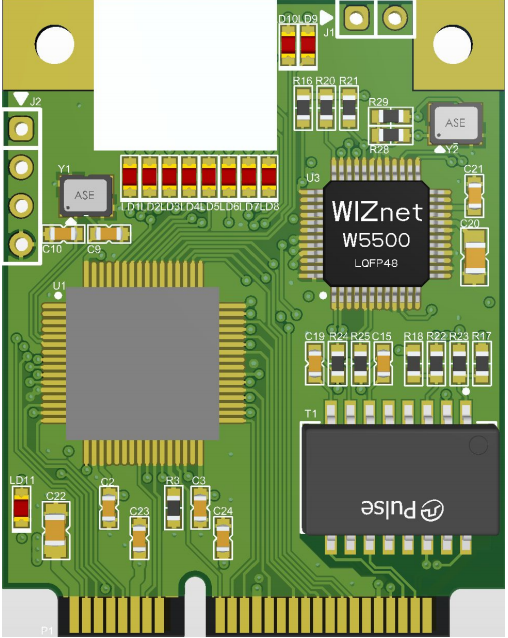 D10 LD9
J1
R16 R20 R21
R29
R28
ASE
Y2
J2
Y1
ASE
C10 C9
LD1 LD2 LD3 LD4 LD5 LD6 LD7 LD8
U3
WIZnet
W5500
LQFP48
C21
C20
U1
C19 R24 R25 C15 R18 R22 R23 R17
T1
Pulse
LD11
C22
C2
C23
R3
C3
C24
P1